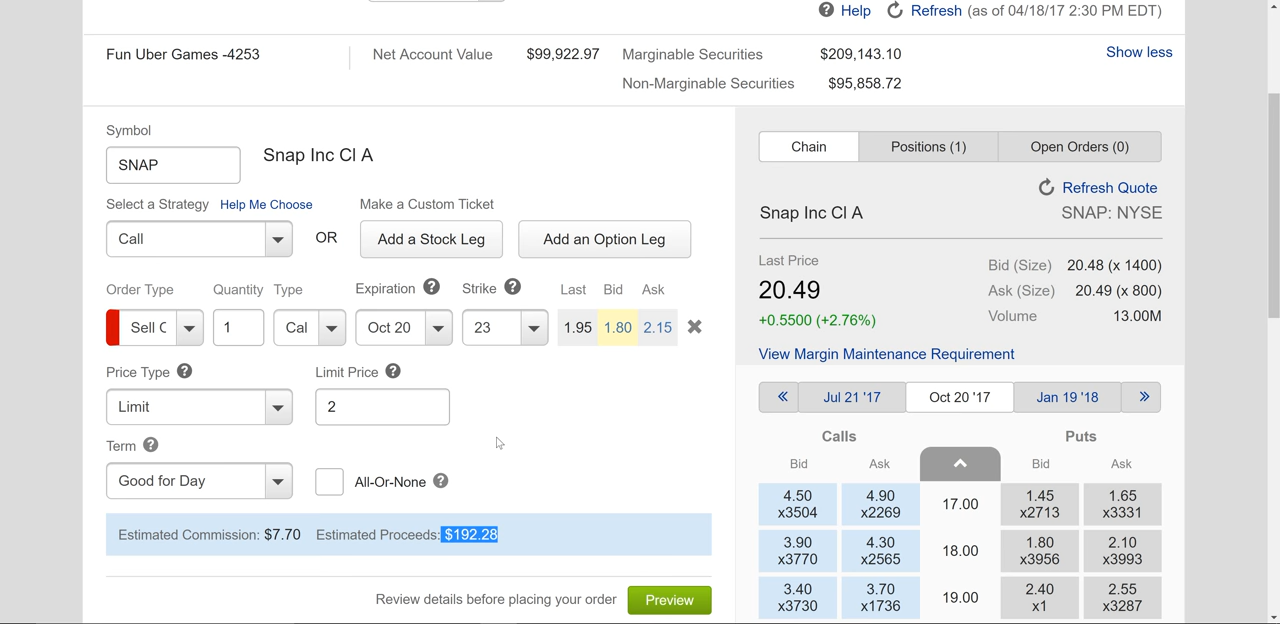 Help Refresh (as of 04/18/17 2:30 PM EDT)
Fun Uber Games -4253 Net Account Value $99,922.97 Marginable Securities $209,143.10 Show less
Non-Marginable Securities $95,858.72
Symbol
SNAP Snap Inc Cl A
Select a Strategy Help Me Choose Make a Custom Ticket
Call OR Add a Stock Leg Add an Option Leg
Order Type Quantity Type Expiration Strike Last Bid Ask
Sell C 1 Cal Oct 20 23 1.95 1.80 2.15
Price Type Limit Price
Limit 2
Term
Good for Day All-Or-None
Estimated Commission: $7.70 Estimated Proceeds: $192.28
Review details before placing your order Preview
Chain Positions (1) Open Orders (0)
Refresh Quote
Snap Inc Cl A SNAP: NYSE
Last Price Bid (Size) 20.48 (x 1400)
20.49 Ask (Size) 20.49 (x 800)
+0.5500 (+2.76%) Volume 13.00M
View Margin Maintenance Requirement
« Jul 21 '17 Oct 20 '17 Jan 19 '18 »
Calls Puts
Bid Ask Bid Ask
4.50 4.90 17.00 1.45 1.65
x3504 x2269 x2713 x3331
3.90 4.30 18.00 1.80 2.10
x3770 x2565 x3956 x3993
3.40 3.70 19.00 2.40 2.55
x3730 x1736 x1 x3287